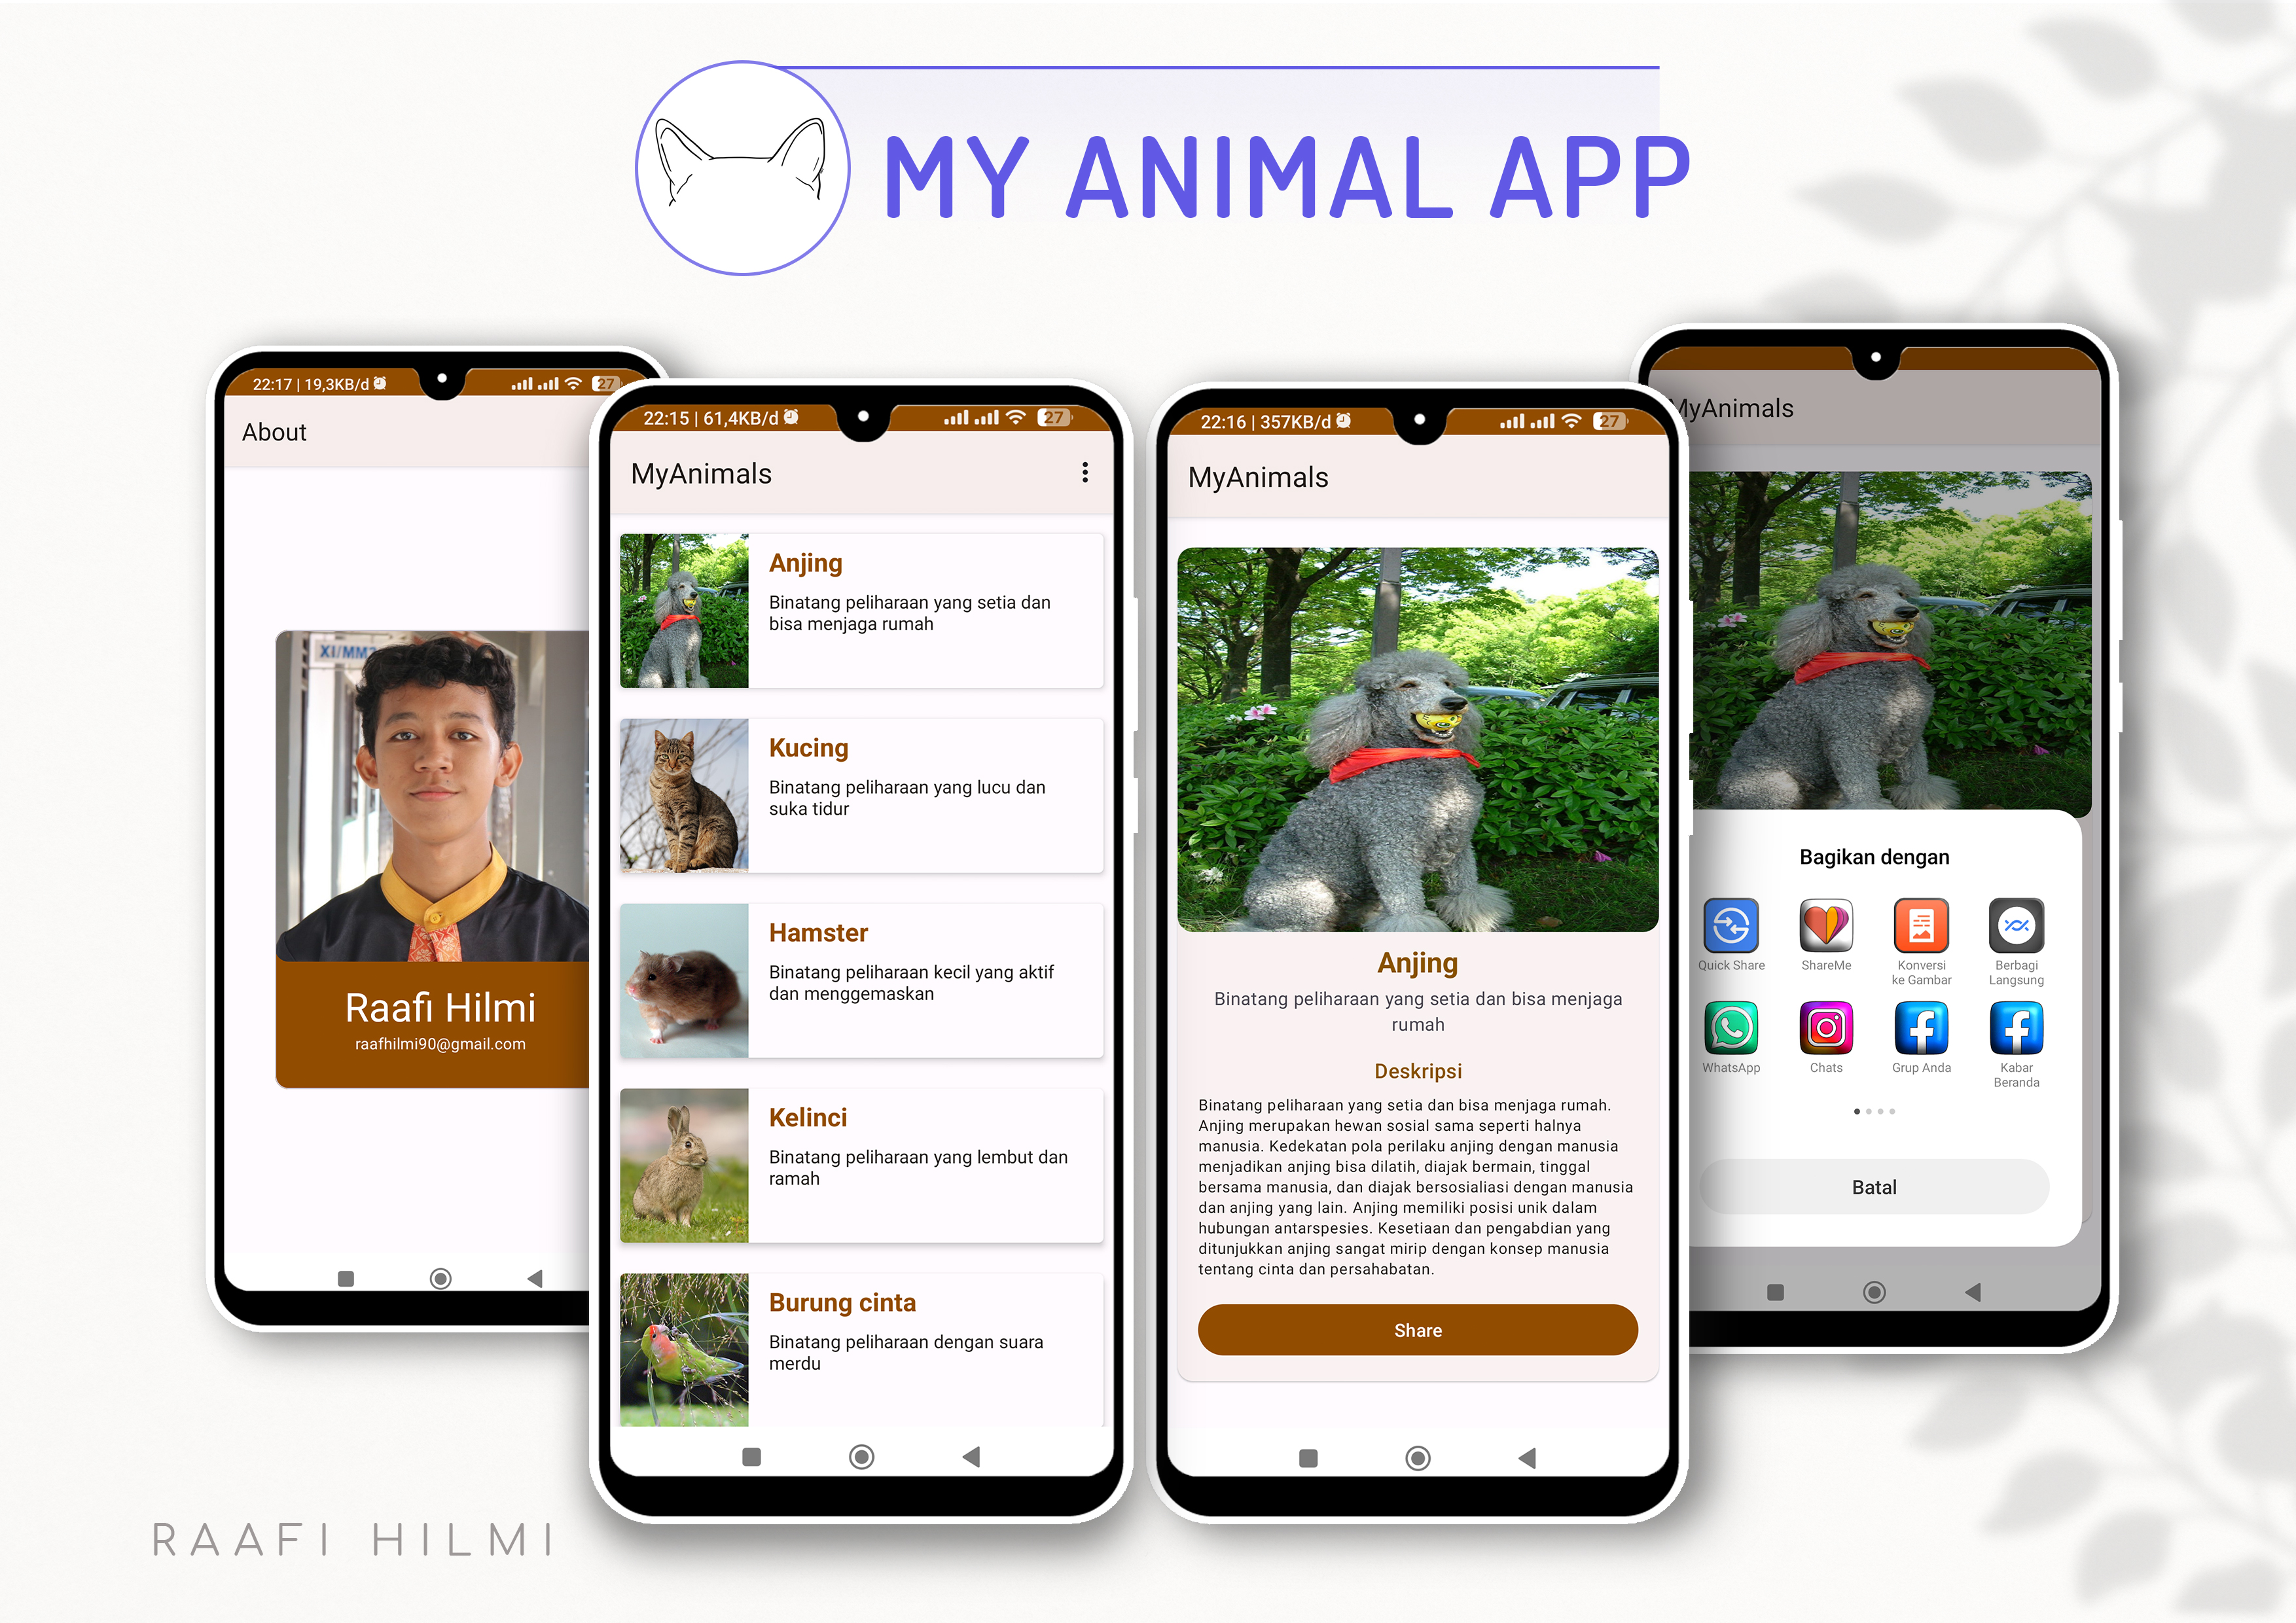 MY ANIMAL APP
22:17 | 19,3KB/d
27
About
XI/MM
Raafi Hilmi
raafhilmi90@gmail.com
22:15 | 61,4KB/d
27
MyAnimals
Anjing
Binatang peliharaan yang setia dan
bisa menjaga rumah
Kucing
Binatang peliharaan yang lucu dan
suka tidur
Hamster
Binatang peliharaan kecil yang aktif
dan menggemaskan
Kelinci
Binatang peliharaan yang lembut dan
ramah
Burung cinta
Binatang peliharaan dengan suara
merdu
22:16 | 357KB/d
27
MyAnimals
Anjing
Binatang peliharaan yang setia dan bisa menjaga
rumah
Deskripsi
Binatang peliharaan yang setia dan bisa menjaga rumah.
Anjing merupakan hewan sosial sama seperti halnya
manusia. Kedekatan pola perilaku anjing dengan manusia
menjadikan anjing bisa dilatih, diajak bermain, tinggal
bersama manusia, dan diajak bersosialiasi dengan manusia
dan anjing yang lain. Anjing memiliki posisi unik dalam
hubungan antarspesies. Kesetiaan dan pengabdian yang
ditunjukkan anjing sangat mirip dengan konsep manusia
tentang cinta dan persahabatan.
Share
MyAnimals
Bagikan dengan
Quick Share
ShareMe
Konversi
ke Gambar
Berbagi
Langsung
WhatsApp
Chats
Grup Anda
Kabar
Beranda
Batal
RAAFI HILMI